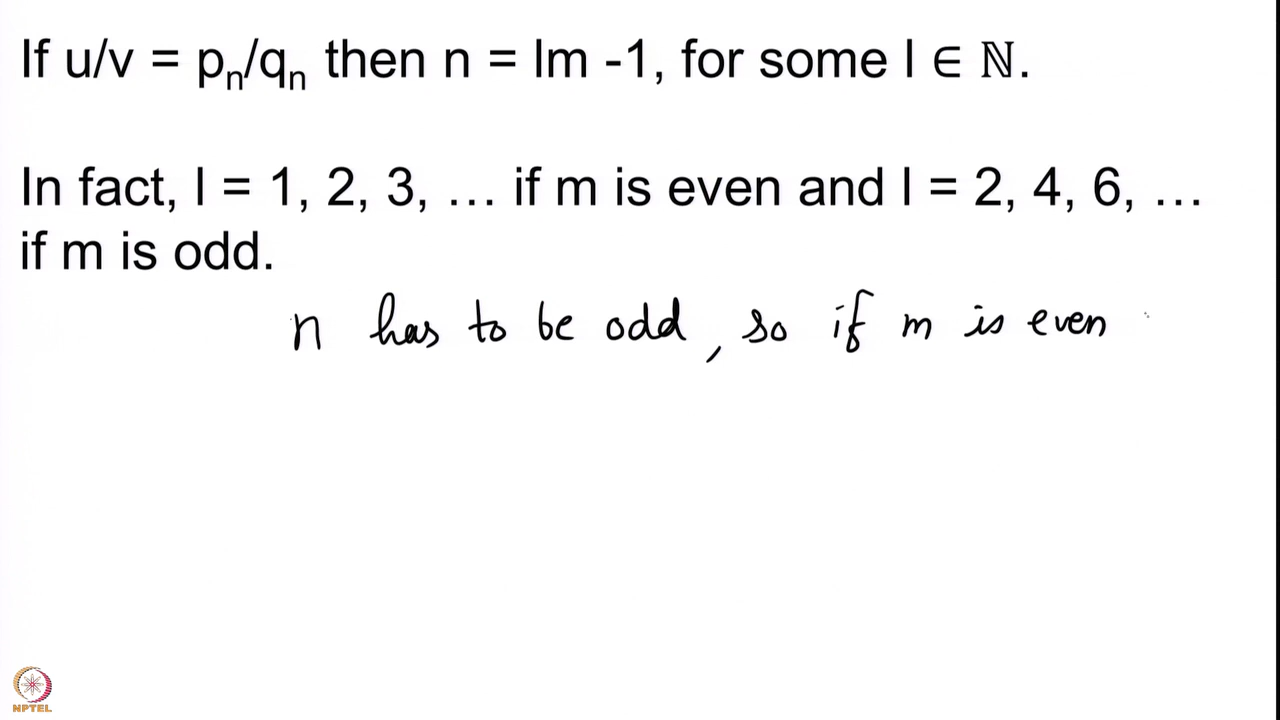 If u/v = pₙ/qₙ then n = lm -1, for some l ∈ ℕ.
In fact, l = 1, 2, 3, … if m is even and l = 2, 4, 6, …
if m is odd.
n has to be odd, so if m is even
NPTEL